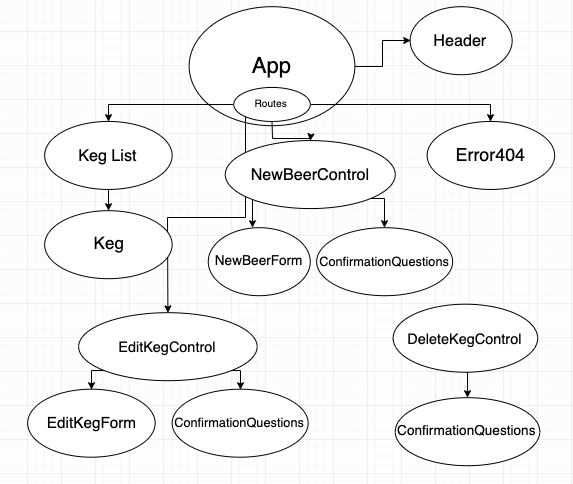 Header
App
Routes
Keg List
NewBeerControl
Error404
Keg
NewBeerForm
ConfirmationQuestions
EditKegControl
DeleteKegControl
EditKegForm
ConfirmationQuestions
ConfirmationQuestions